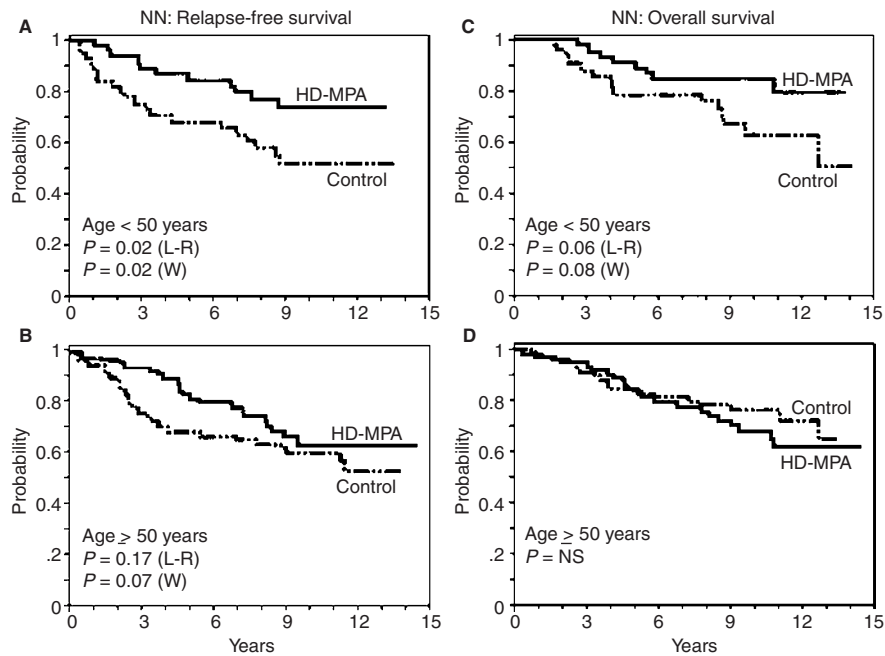 NN: Relapse-free survival
A
1
0.8
0.6
0.4
0.2
0
Probability
HD-MPA
Control
Age < 50 years
P = 0.02 (L-R)
P = 0.02 (W)
0 3 6 9 12 15
NN: Overall survival
C
1
0.8
0.6
0.4
0.2
0
Probability
HD-MPA
Control
Age < 50 years
P = 0.06 (L-R)
P = 0.08 (W)
0 3 6 9 12 15
B
1
0.8
0.6
0.4
.2
0
Probability
HD-MPA
Control
Age ≥ 50 years
P = 0.17 (L-R)
P = 0.07 (W)
0 3 6 9 12 15
Years
D
1
0.8
0.6
0.4
.2
0
Probability
Control
HD-MPA
Age ≥ 50 years
P = NS
0 3 6 9 12 15
Years